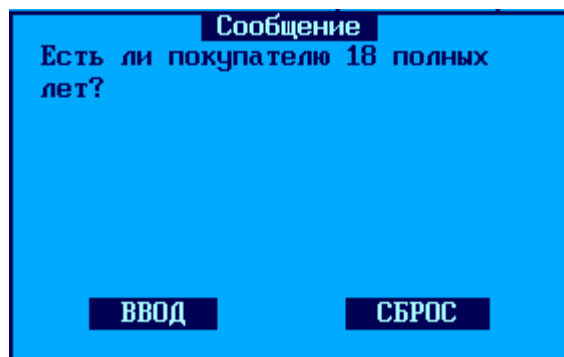 Сообщение
Есть ли покупателю 18 полных
лет?
ВВОД СБРОС